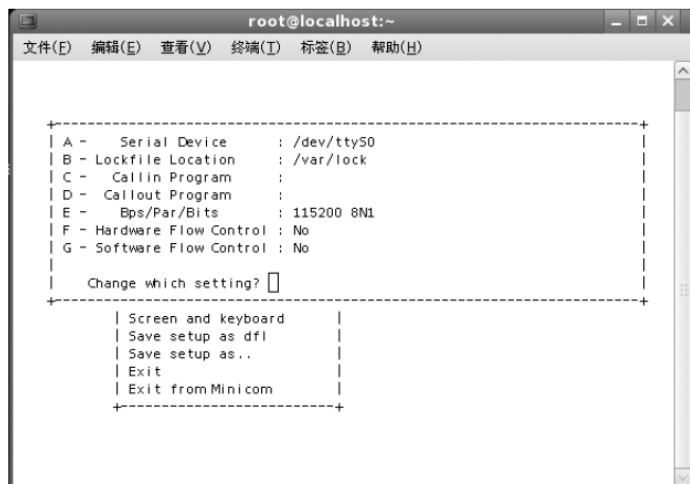 root@localhost:~
文件(F) 编辑(E) 查看(V) 终端(T) 标签(B) 帮助(H)
A - Serial Device : /dev/ttyS0
B - Lockfile Location : /var/lock
C - Callin Program :
D - Callout Program :
E - Bps/Par/Bits : 115200 8N1
F - Hardware Flow Control : No
G - Software Flow Control : No
Change which setting?
Screen and keyboard
Save setup as dfl
Save setup as..
Exit
Exit from Minicom